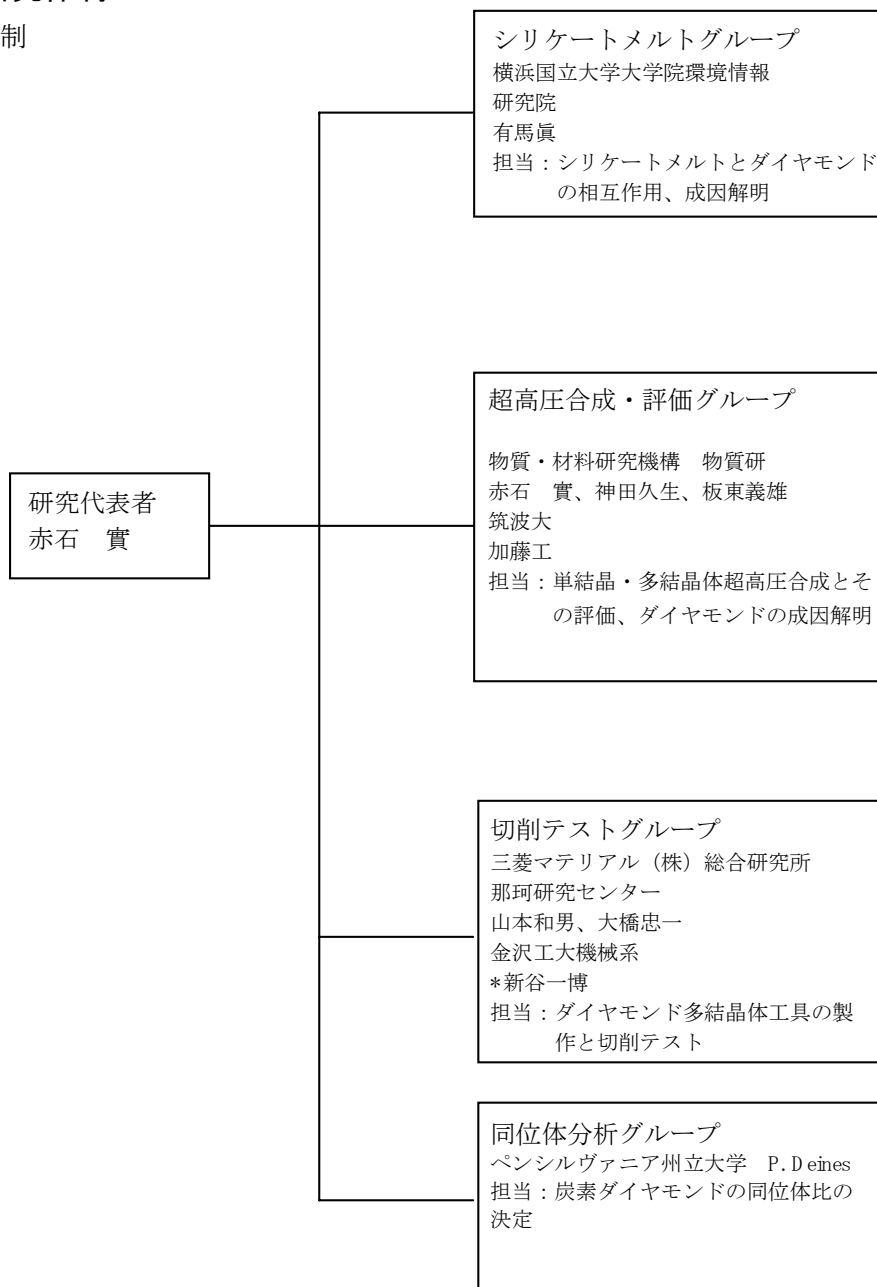 制
シリケートメルトグループ
横浜国立大学大学院環境情報
研究院
有馬眞
担当：シリケートメルトとダイヤモンド
の相互作用、成因解明
超高圧合成・評価グループ
物質・材料研究機構　物質研
赤石　實、神田久生、板東義雄
筑波大
加藤工
担当：単結晶・多結晶体超高圧合成とそ
の評価、ダイヤモンドの成因解明
研究代表者
赤石　實
切削テストグループ
三菱マテリアル（株）総合研究所
那珂研究センター
山本和男、大橋忠一
金沢工大機械系
*新谷一博
担当：ダイヤモンド多結晶体工具の製
作と切削テスト
同位体分析グループ
ペンシルヴァニア州立大学　P.Deines
担当：炭素ダイヤモンドの同位体比の
決定